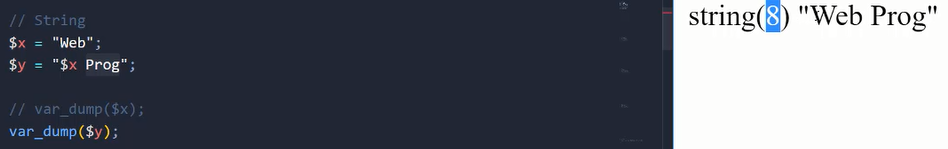 // String
$x = "Web";
$y = "$x Prog";
// var_dump($x);
var_dump($y);
string(8) "Web Prog"